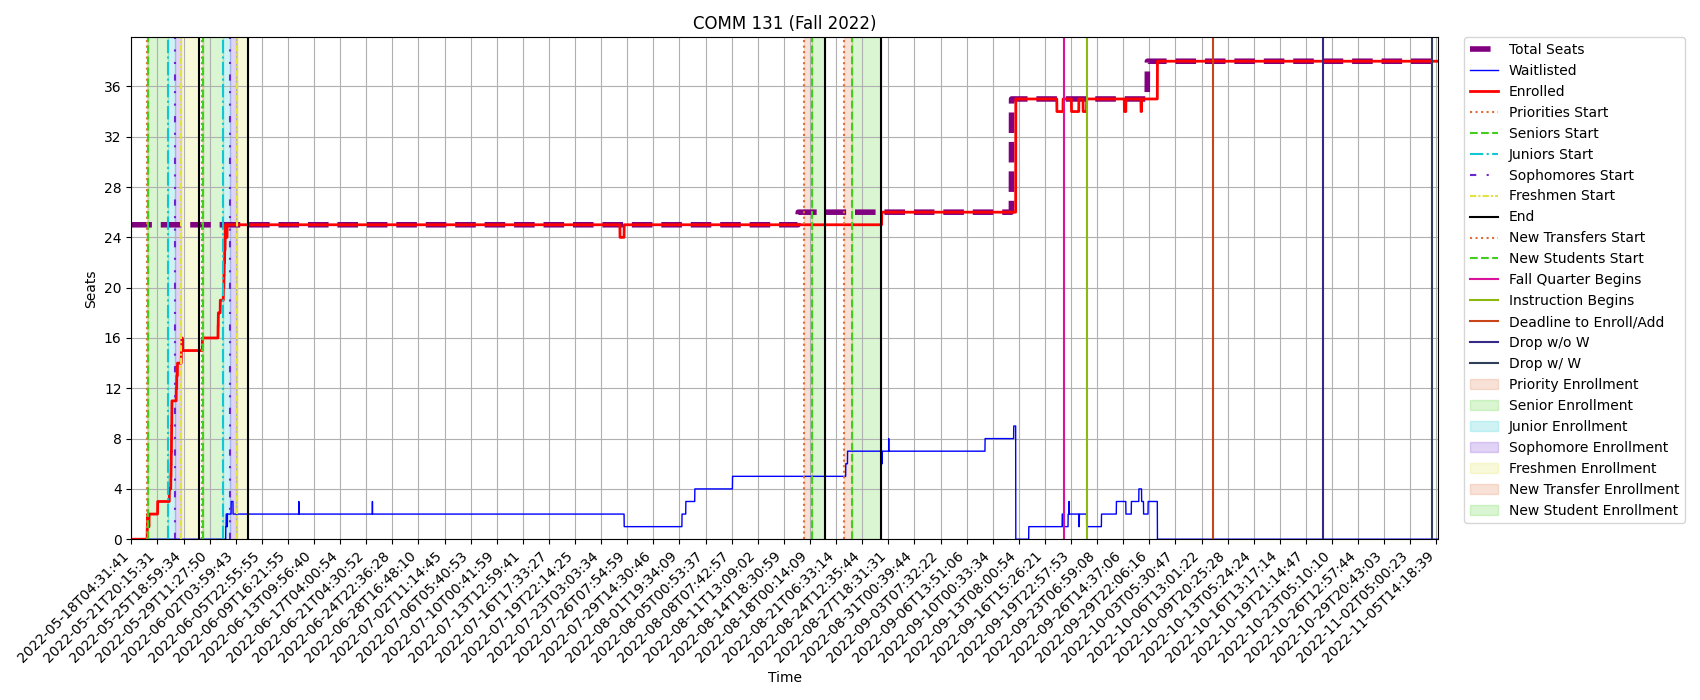 COMM 131 (Fall 2022)
Seats
36
32
28
24
20
16
12
8
4
0
2022-05-18T04:31:41
2022-05-21T20:15:31
2022-05-25T18:59:34
2022-05-29T11:27:50
2022-06-02T03:59:43
2022-06-05T22:55:55
2022-06-09T16:21:55
2022-06-13T09:56:40
2022-06-17T04:00:54
2022-06-21T04:30:52
2022-06-24T22:36:28
2022-06-28T16:48:10
2022-07-02T11:14:45
2022-07-06T05:40:53
2022-07-10T00:41:59
2022-07-13T12:59:41
2022-07-16T17:33:27
2022-07-19T22:14:25
2022-07-23T03:03:34
2022-07-26T07:54:59
2022-07-29T14:30:46
2022-08-01T19:34:09
2022-08-05T00:53:37
2022-08-08T07:42:57
2022-08-11T13:09:02
2022-08-14T18:30:59
2022-08-18T00:14:09
2022-08-21T06:33:14
2022-08-24T12:35:44
2022-08-27T18:31:31
2022-08-31T00:39:44
2022-09-03T07:32:22
2022-09-06T13:51:06
2022-09-10T00:33:34
2022-09-13T08:00:54
2022-09-16T15:26:21
2022-09-19T22:57:53
2022-09-23T06:59:08
2022-09-26T14:37:06
2022-09-29T22:06:16
2022-10-03T05:30:47
2022-10-06T13:01:22
2022-10-09T20:25:28
2022-10-13T05:24:24
2022-10-16T13:17:14
2022-10-19T21:14:47
2022-10-23T05:10:10
2022-10-26T12:57:44
2022-10-29T20:43:03
2022-11-02T05:00:23
2022-11-05T14:18:39
Time
Total Seats
Waitlisted
Enrolled
Priorities Start
Seniors Start
Juniors Start
Sophomores Start
Freshmen Start
End
New Transfers Start
New Students Start
Fall Quarter Begins
Instruction Begins
Deadline to Enroll/Add
Drop w/o W
Drop w/ W
Priority Enrollment
Senior Enrollment
Junior Enrollment
Sophomore Enrollment
Freshmen Enrollment
New Transfer Enrollment
New Student Enrollment